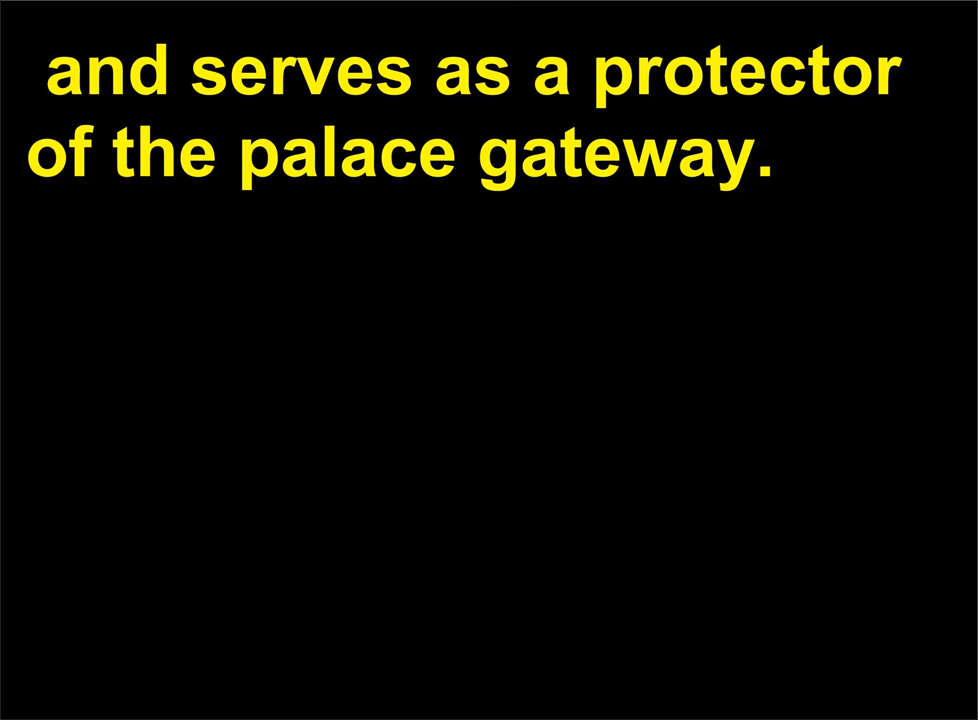 and serves as a protector
of the palace gateway.